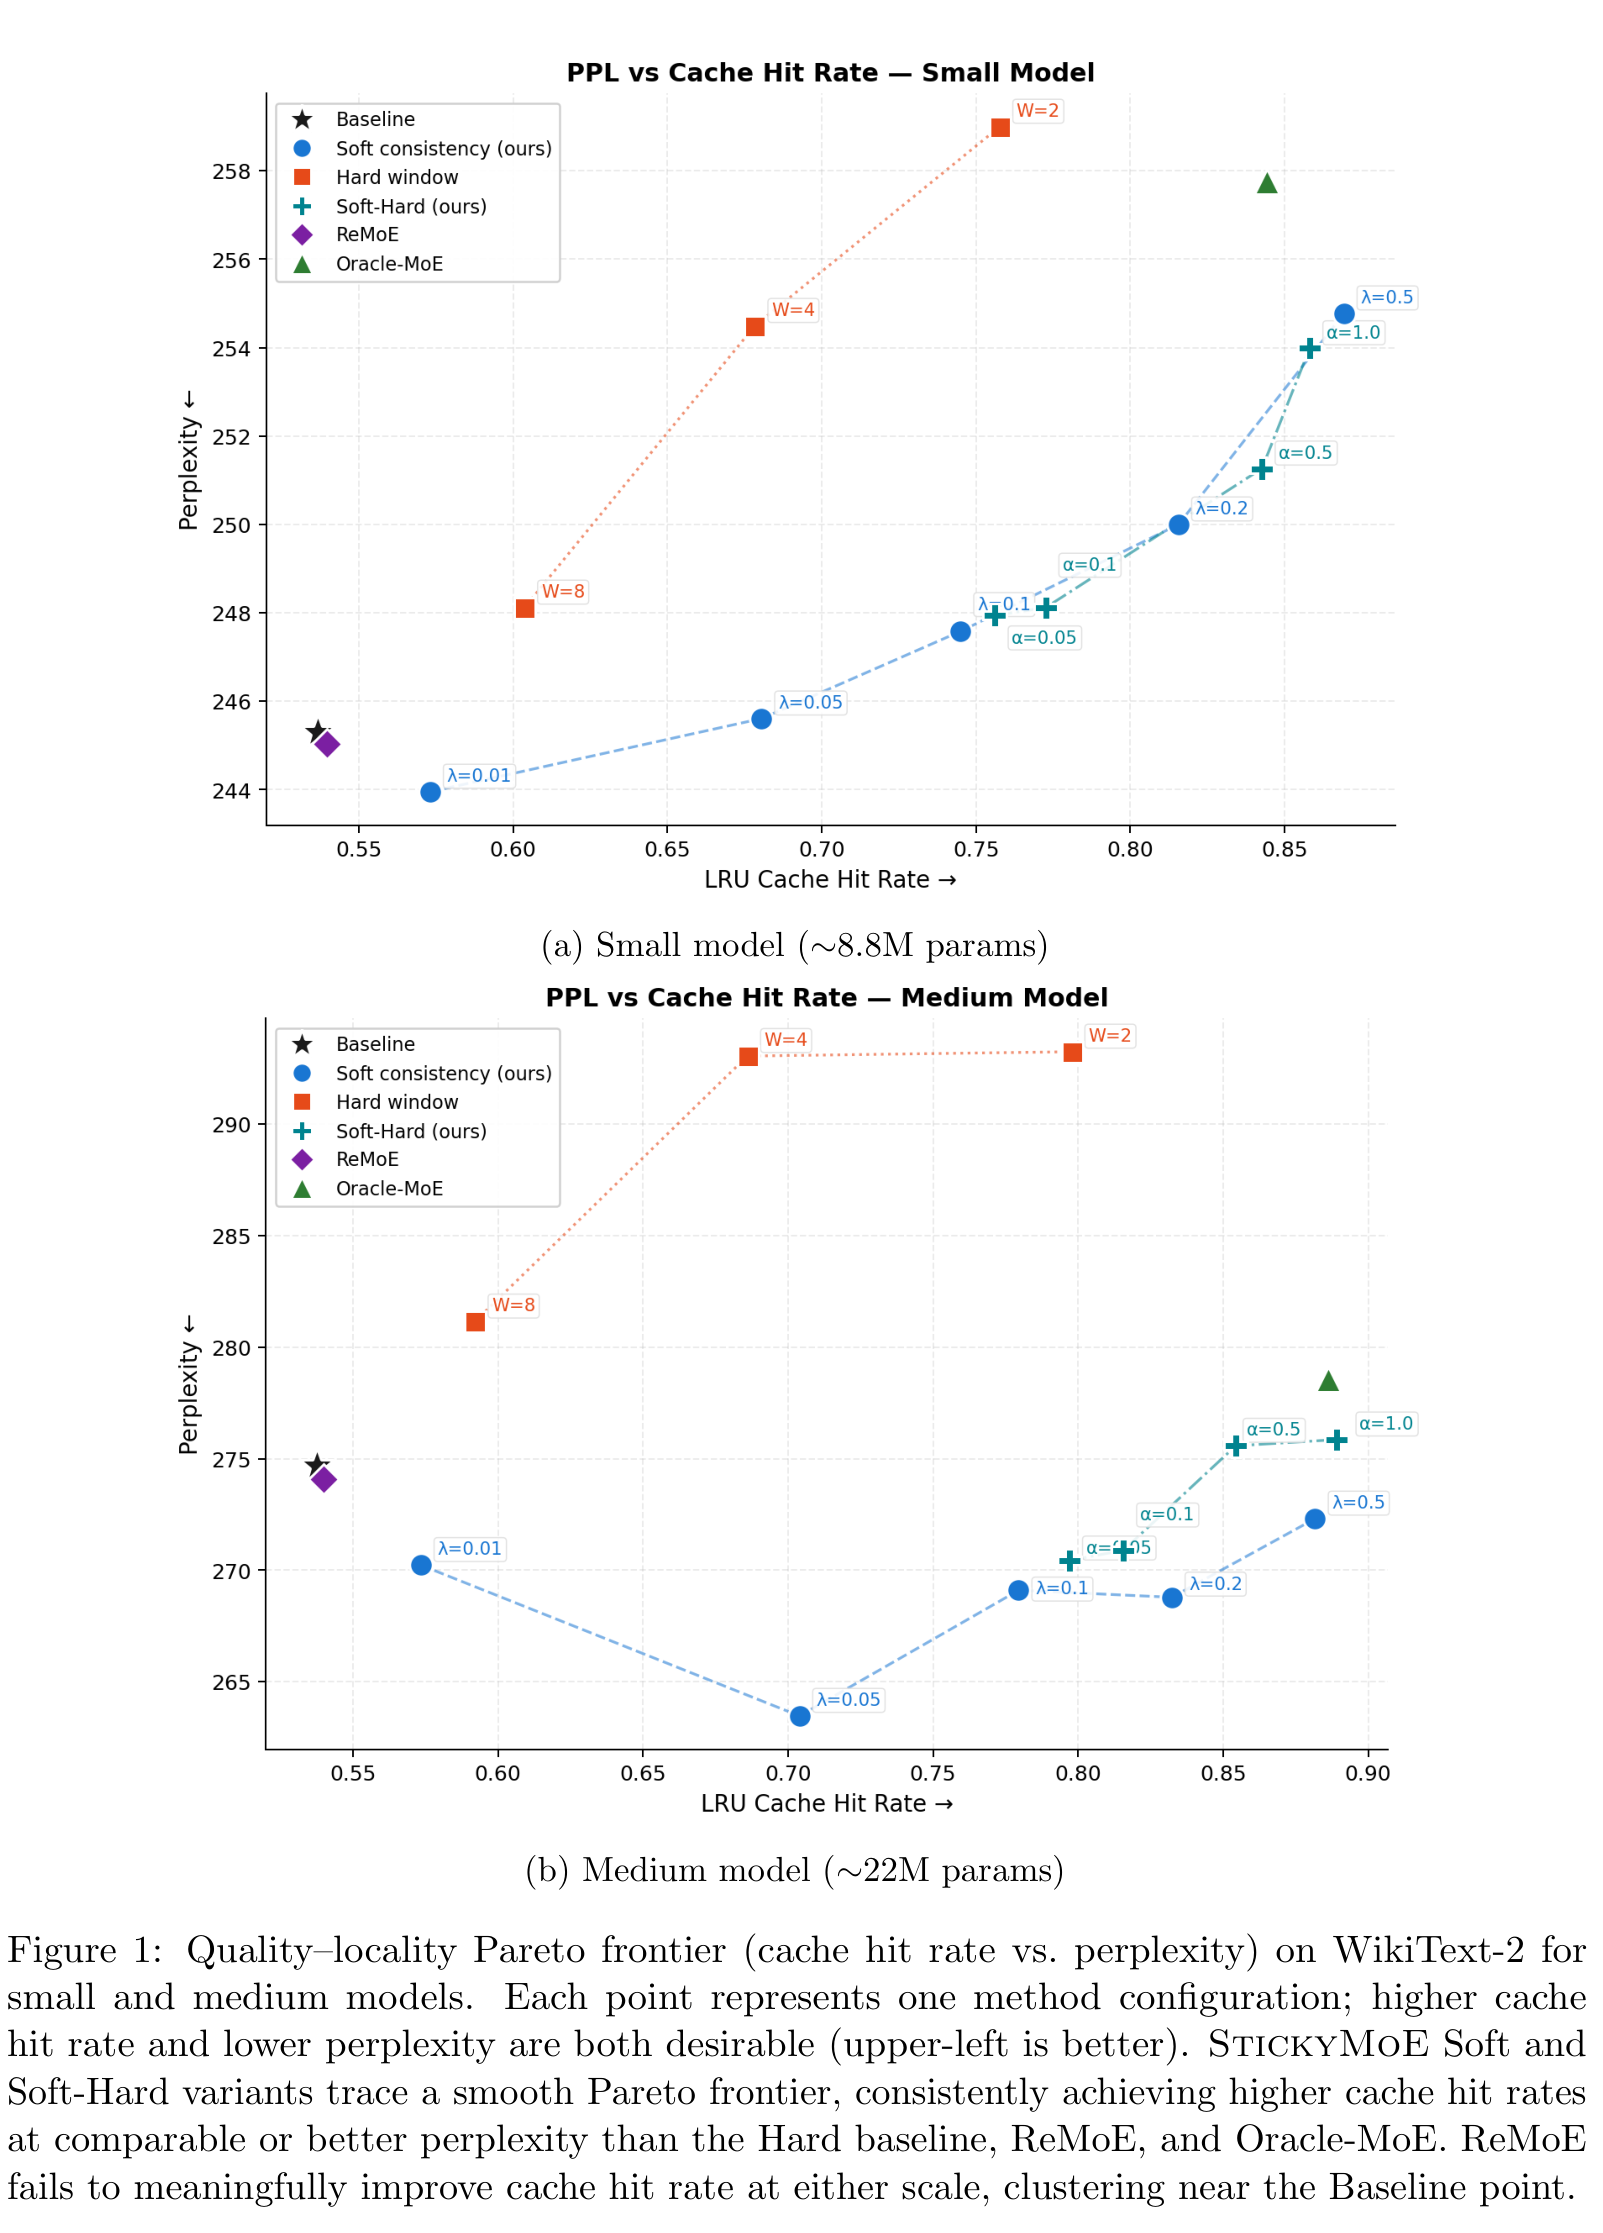 PPL vs Cache Hit Rate — Small Model
Baseline
Soft consistency (ours)
Hard window
Soft-Hard (ours)
ReMoE
Oracle-MoE
W=2
W=4
W=8
λ=0.5
α=1.0
α=0.5
λ=0.2
α=0.1
λ=0.1
α=0.05
λ=0.05
λ=0.01
258
256
254
252
250
248
246
244
Perplexity ←
0.55 0.60 0.65 0.70 0.75 0.80 0.85
LRU Cache Hit Rate →
(a) Small model (~8.8M params)
PPL vs Cache Hit Rate — Medium Model
Baseline
Soft consistency (ours)
Hard window
Soft-Hard (ours)
ReMoE
Oracle-MoE
W=4
W=2
W=8
α=0.5
α=1.0
α=0.1
λ=0.5
α=0.05
λ=0.01
λ=0.1
λ=0.2
λ=0.05
290
285
280
275
270
265
Perplexity ←
0.55 0.60 0.65 0.70 0.75 0.80 0.85 0.90
LRU Cache Hit Rate →
(b) Medium model (~22M params)
Figure 1: Quality–locality Pareto frontier (cache hit rate vs. perplexity) on WikiText-2 for
small and medium models. Each point represents one method configuration; higher cache
hit rate and lower perplexity are both desirable (upper-left is better). STICKYMOE Soft and
Soft-Hard variants trace a smooth Pareto frontier, consistently achieving higher cache hit rates
at comparable or better perplexity than the Hard baseline, ReMoE, and Oracle-MoE. ReMoE
fails to meaningfully improve cache hit rate at either scale, clustering near the Baseline point.